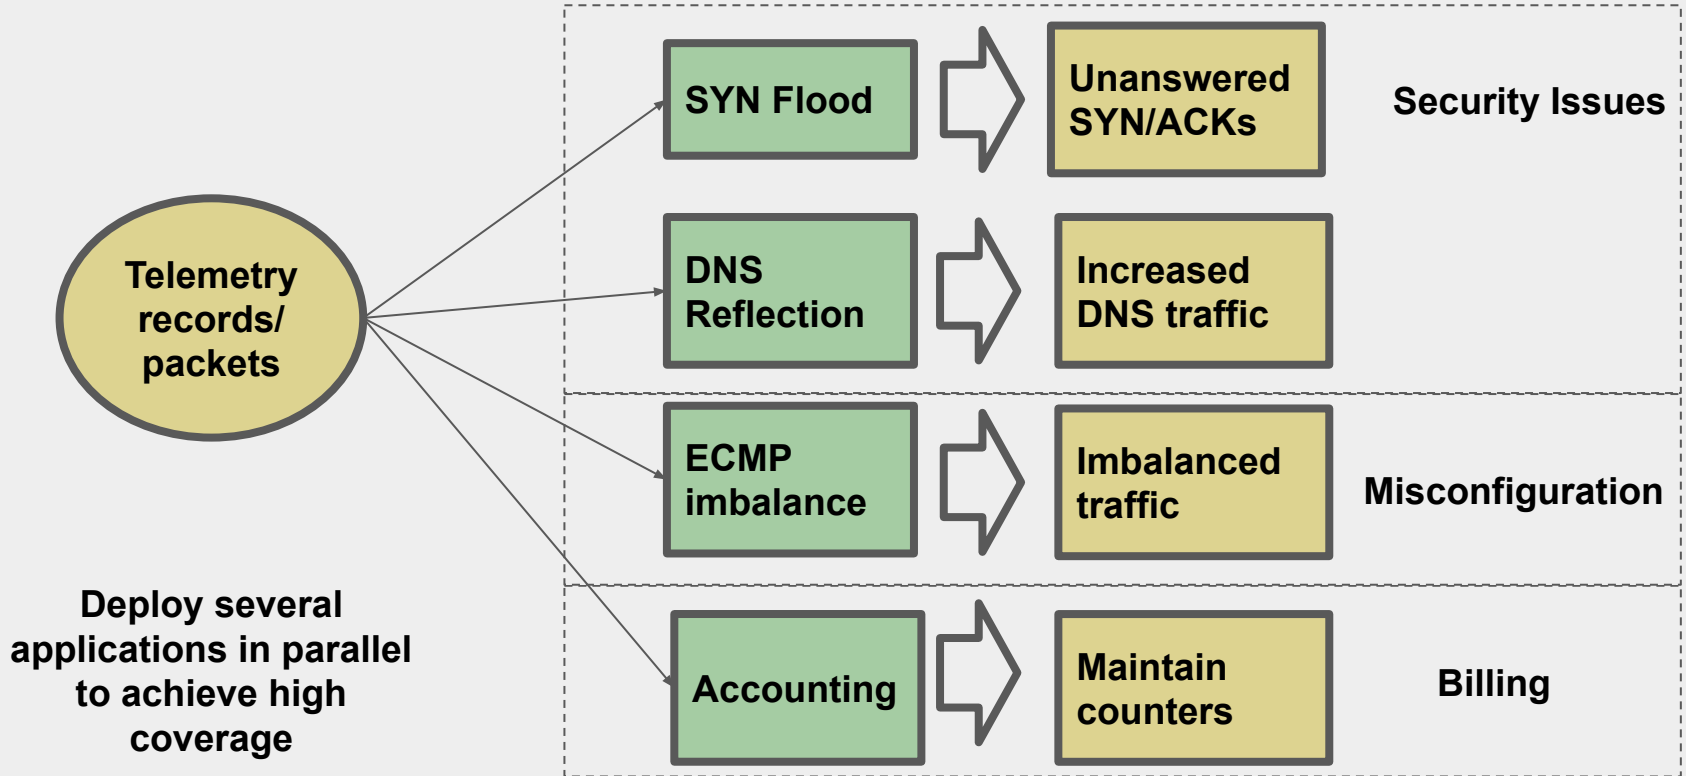 Telemetry
records/
packets
Deploy several
applications in parallel
to achieve high
coverage
SYN Flood
Unanswered
SYN/ACKs
Security Issues
DNS
Reflection
Increased
DNS traffic
ECMP
imbalance
Imbalanced
traffic
Misconfiguration
Accounting
Maintain
counters
Billing